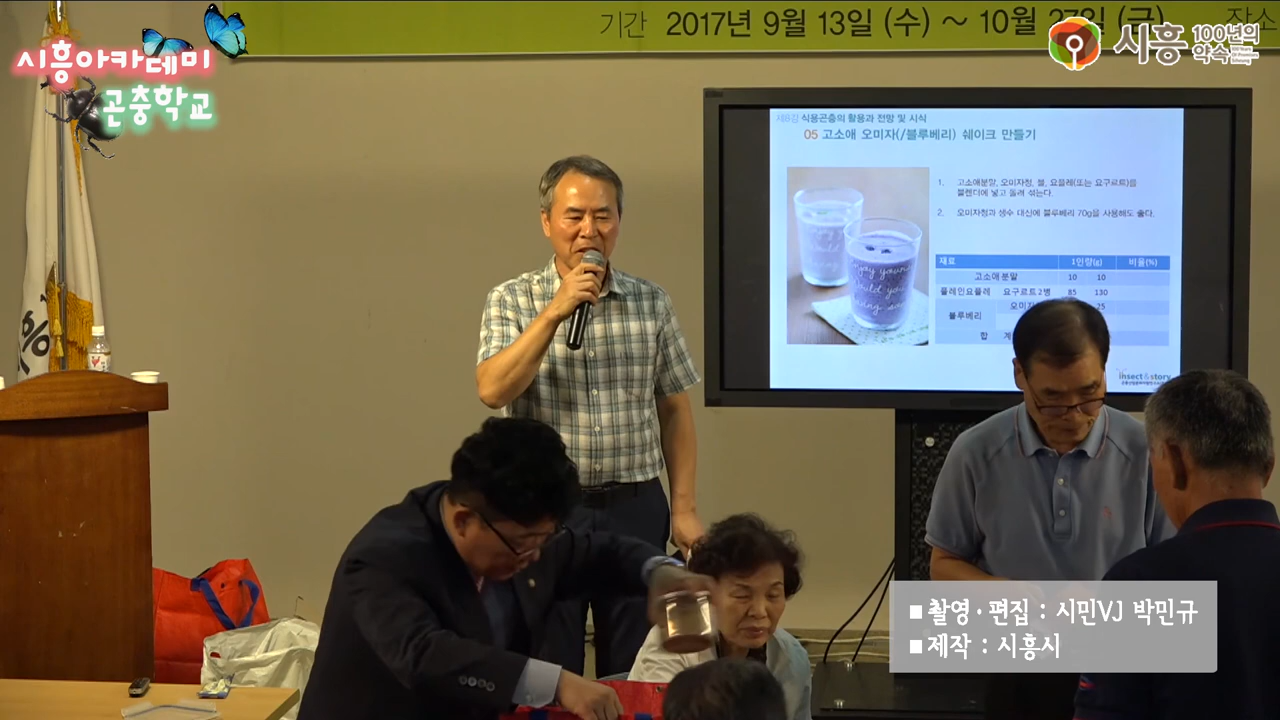 기간 2017년 9월 13일 (수) ~ 10월 27일 (금) 장소
시흥아카데미
곤충학교
시흥 100년의
약속
제8강 식용곤충의 활용과 전망 및 시식
05 고소애 오미자(/블루베리) 쉐이크 만들기
1. 고소애분말, 오미자청, 물, 요플레(또는 요구르트)를
블렌더에 넣고 돌려 섞는다.
2. 오미자청과 생수 대신에 블루베리 70g을 사용해도 좋다.
재료 1인량(g) 비율(%)
고소애분말 10 10
플레인요플레 요구르트2병 85 130
오미자 25
블루베리
합 계
insect&story
■ 촬영·편집 : 시민VJ 박민규
■ 제작 : 시흥시